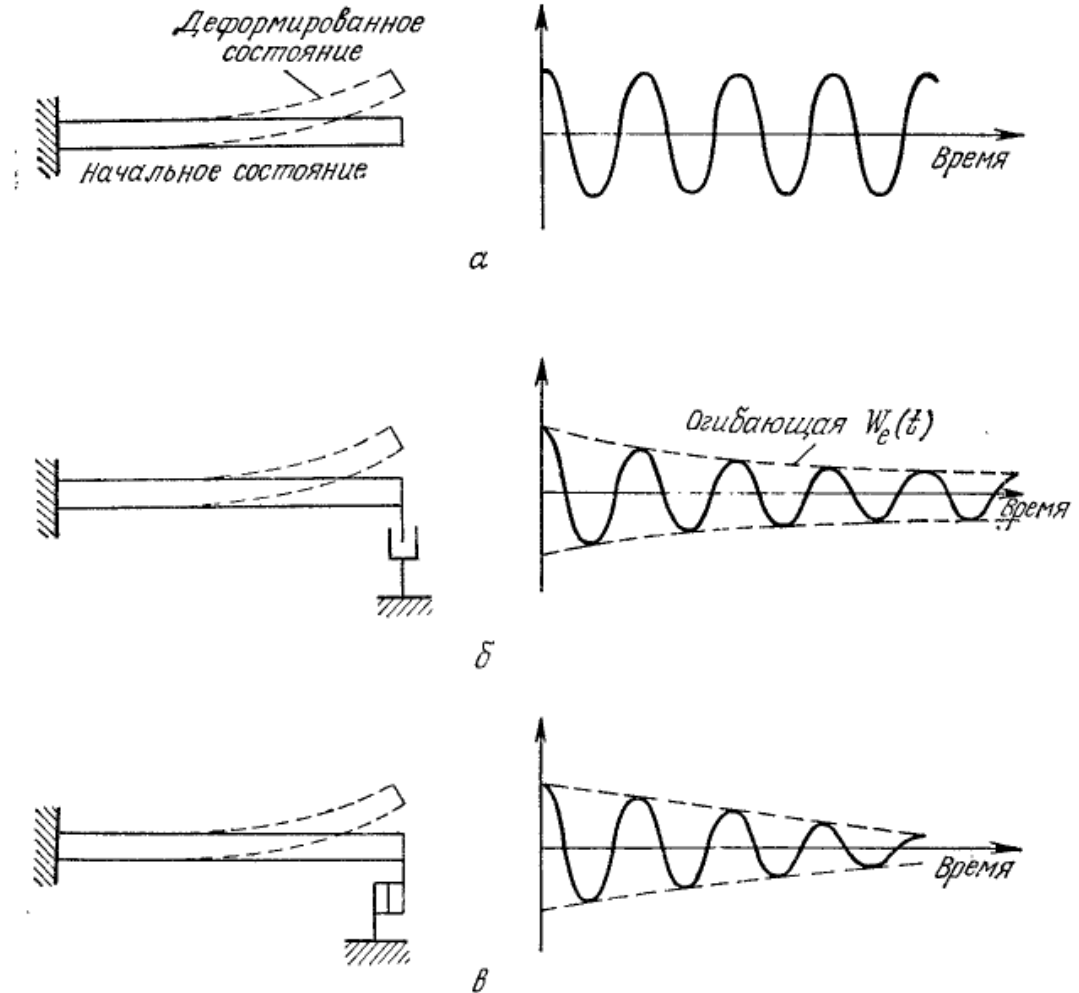 Деформированное
состояние
Начальное состояние
Время
а
Огибающая W_e(t)
Время
б
Время
в